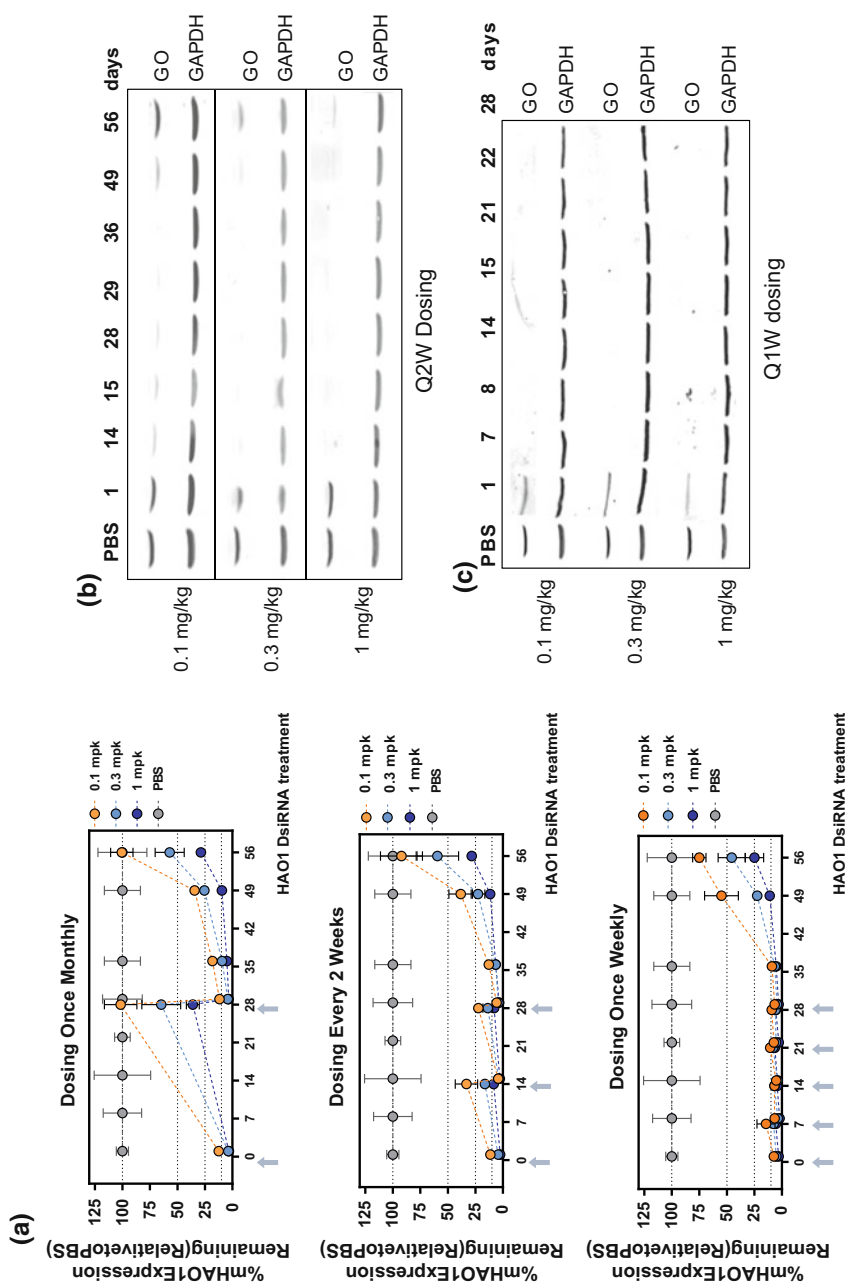 (a)
Dosing Once Monthly
%mHAO1Expression
Remaining(RelativetoPBS)
125
100
75
50
25
0
0 7 14 21 28 35 42 49 56
HAO1 DsiRNA treatment
0.1 mpk
0.3 mpk
1 mpk
PBS
Dosing Every 2 Weeks
%mHAO1Expression
Remaining(RelativetoPBS)
125
100
75
50
25
0
0 7 14 21 28 35 42 49 56
HAO1 DsiRNA treatment
0.1 mpk
0.3 mpk
1 mpk
PBS
Dosing Once Weekly
%mHAO1Expression
Remaining(RelativetoPBS)
125
100
75
50
25
0
0 7 14 21 28 35 42 49 56
HAO1 DsiRNA treatment
0.1 mpk
0.3 mpk
1 mpk
PBS
(b)
PBS 1 14 15 28 29 36 49 56 days
0.1 mg/kg
GO
GAPDH
0.3 mg/kg
GO
GAPDH
1 mg/kg
GO
GAPDH
Q2W Dosing
(c)
PBS 1 7 8 14 15 21 22 28 days
0.1 mg/kg
GO
GAPDH
0.3 mg/kg
GO
GAPDH
1 mg/kg
GO
GAPDH
Q1W dosing